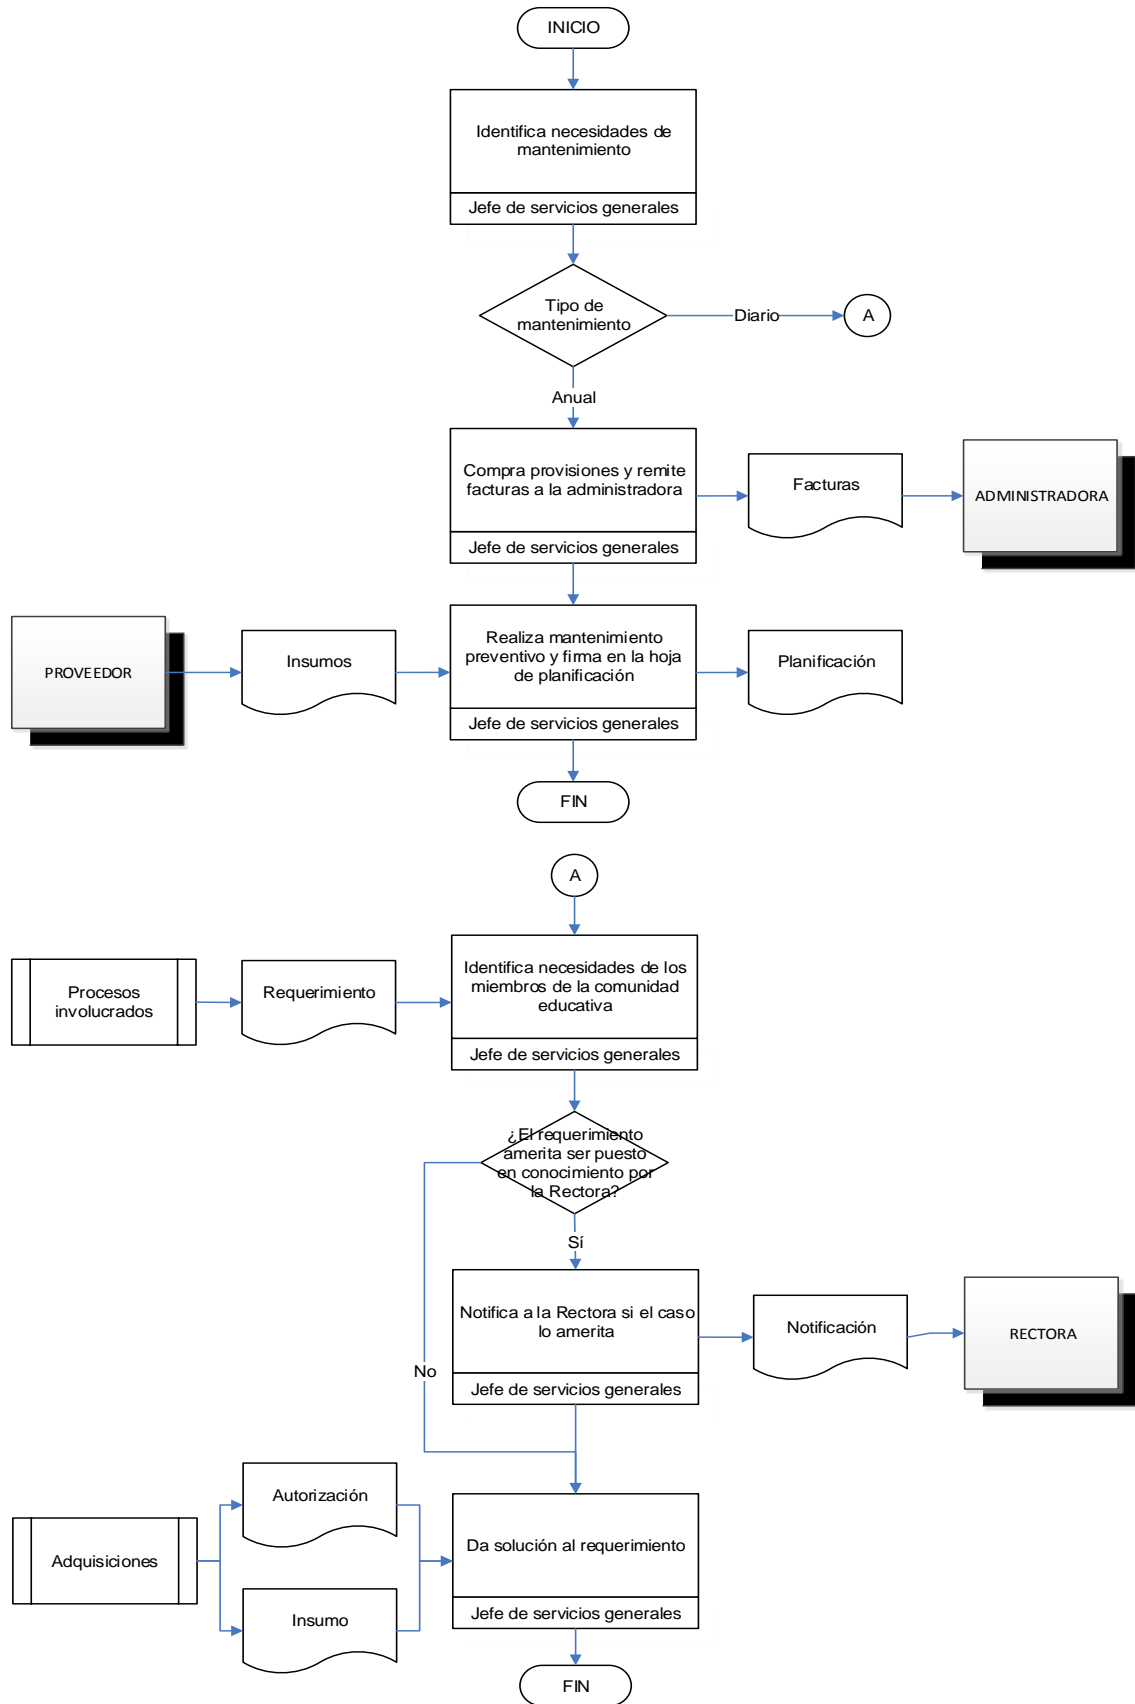 INICIO
Identifica necesidades de
mantenimiento
Jefe de servicios generales
Tipo de
mantenimiento
Diario
A
Anual
Compra provisiones y remite
facturas a la administradora
Jefe de servicios generales
Facturas
ADMINISTRADORA
PROVEEDOR
Insumos
Realiza mantenimiento
preventivo y firma en la hoja
de planificación
Jefe de servicios generales
Planificación
FIN
A
Procesos
involucrados
Requerimiento
Identifica necesidades de los
miembros de la comunidad
educativa
Jefe de servicios generales
¿El requerimiento
amerita ser puesto
en conocimiento por
la Rectora?
Sí
Notifica a la Rectora si el caso
lo amerita
Jefe de servicios generales
Notificación
RECTORA
No
Adquisiciones
Autorización
Insumo
Da solución al requerimiento
Jefe de servicios generales
FIN